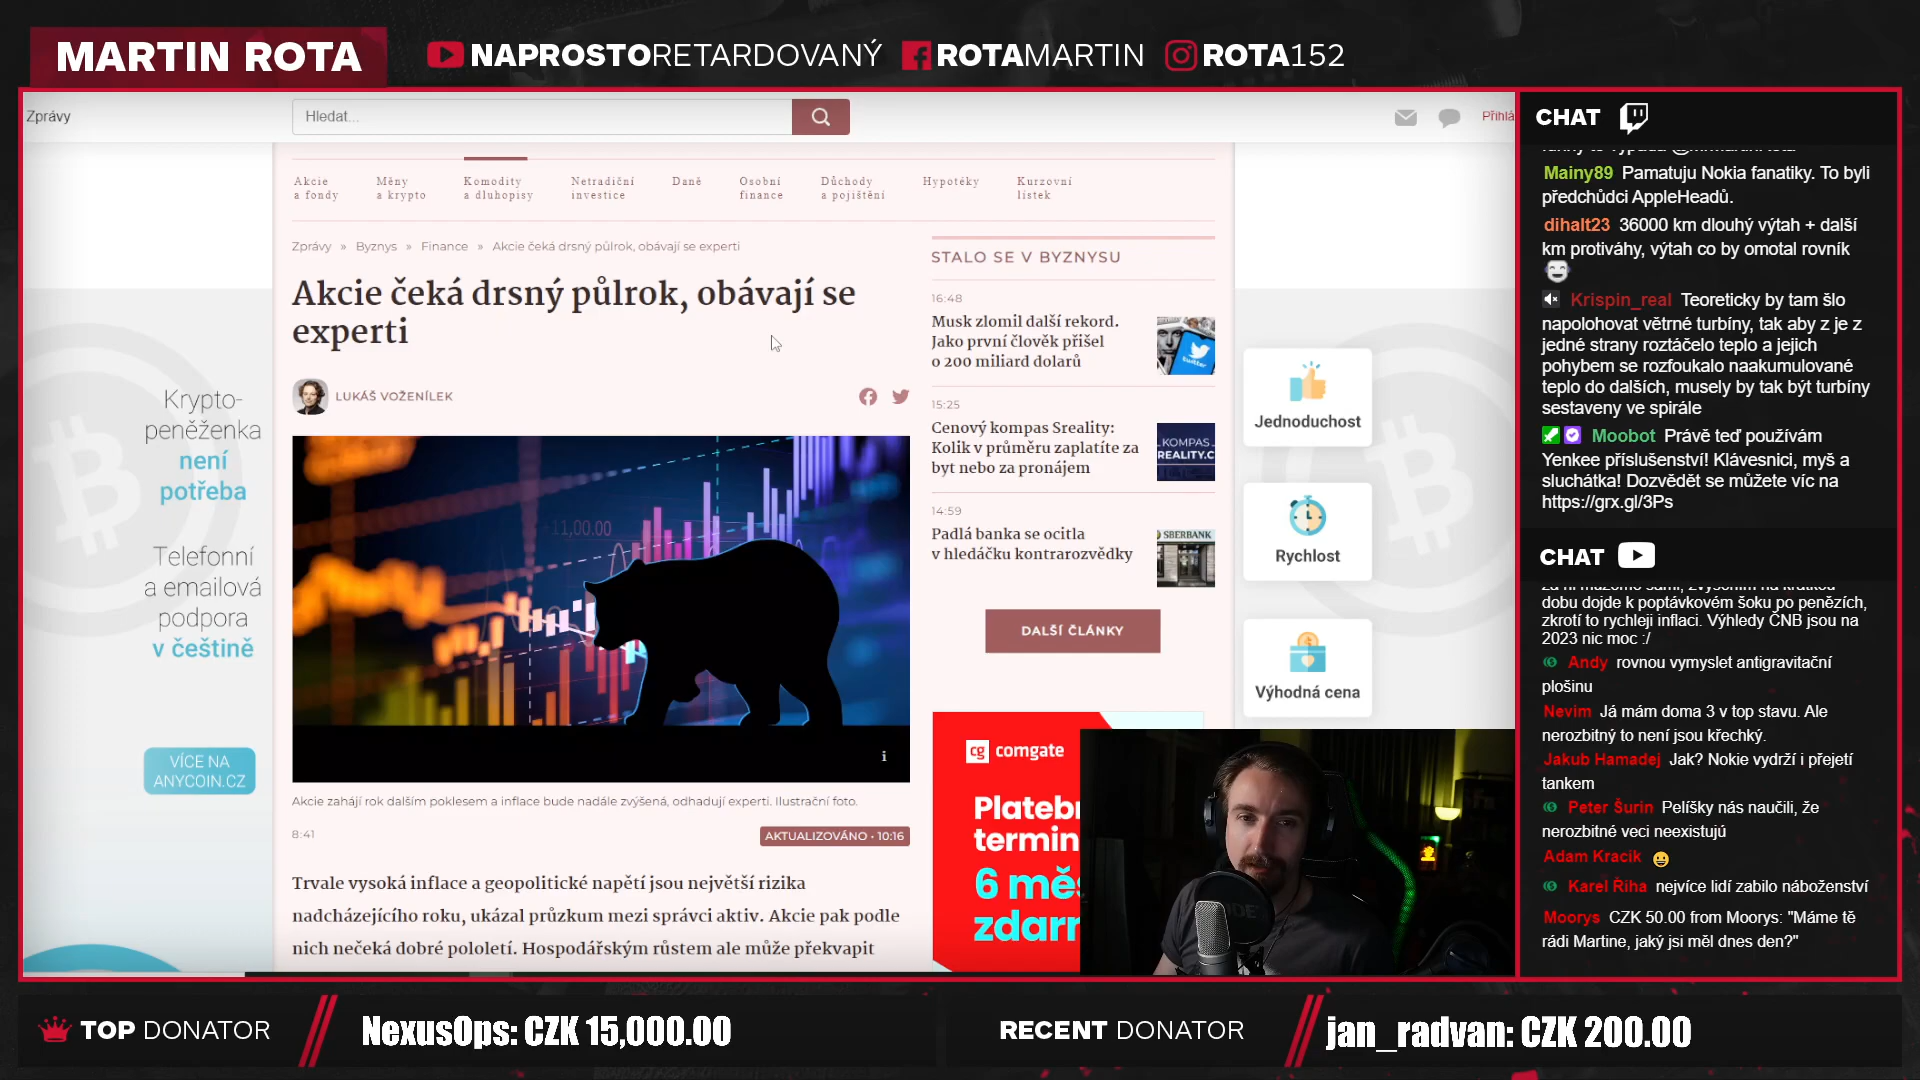 MARTIN ROTA
NAPROSTORETARDOVANÝ
ROTAMARTIN
ROTA152
Zprávy
Hledat...
Přihlá
Akcie
a fondy
Měny
a krypto
Komodity
a dluhopisy
Netradiční
investice
Daně
Osobní
finance
Důchody
a pojištění
Hypotéky
Kurzovní
lístek
Zprávy » Byznys » Finance » Akcie čeká drsný půlrok, obávají se experti
Akcie čeká drsný půlrok, obávají se
experti
LUKÁŠ VOŽENÍLEK
+11,00.00
i
Akcie zahájí rok dalším poklesem a inflace bude nadále zvýšená, odhadují experti. Ilustrační foto.
8:41
AKTUALIZOVÁNO • 10:16
Trvale vysoká inflace a geopolitické napětí jsou největší rizika
nadcházejícího roku, ukázal průzkum mezi správci aktiv. Akcie pak podle
nich nečeká dobré pololetí. Hospodářským růstem ale může překvapit
Krypto-
peněženka
není
potřeba
Telefonní
a emailová
podpora
v češtině
VÍCE NA
ANYCOIN.CZ
STALO SE V BYZNYSU
16:48
Musk zlomil další rekord.
Jako první člověk přišel
o 200 miliard dolarů
15:25
Cenový kompas Sreality:
Kolik v průměru zaplatíte za
byt nebo za pronájem
KOMPAS
REALITY.C
14:59
Padlá banka se ocitla
v hledáčku kontrarozvědky
SBERBANK
DALŠÍ ČLÁNKY
Jednoduchost
Rychlost
Výhodná cena
cg comgate
Plateb
termin
6 měs
zdarm
CHAT
Mainy89 Pamatuju Nokia fanatiky. To byli
předchůdci AppleHeadů.
dihalt23 36000 km dlouhý výtah + další
km protiváhy, výtah co by omotal rovník
Krispin_real Teoreticky by tam šlo
napolohovat větrné turbíny, tak aby z je z
jedné strany roztáčelo teplo a jejich
pohybem se rozfoukalo naakumulované
teplo do dalších, musely by tak být turbíny
sestaveny ve spirále
Moobot Právě teď používám
Yenkee příslušenství! Klávesnici, myš a
sluchátka! Dozvědět se můžete víc na
https://grx.gl/3Ps
CHAT
dobu dojde k poptávkovém šoku po penězích,
zkrotí to rychleji inflaci. Výhledy ČNB jsou na
2023 nic moc :/
Andy rovnou vymyslet antigravitační
plošinu
Nevim Já mám doma 3 v top stavu. Ale
nerozbitný to není jsou křechký.
Jakub Hamadej Jak? Nokie vydrží i přejetí
tankem
Peter Šurin Pelíšky nás naučili, že
nerozbitné veci neexistujú
Adam Kracík
Karel Říha nejvíce lidí zabilo náboženství
Moorys CZK 50.00 from Moorys: "Máme tě
rádi Martine, jaký jsi měl dnes den?"
TOP DONATOR
NexusOps: CZK 15,000.00
RECENT DONATOR
jan_radvan: CZK 200.00